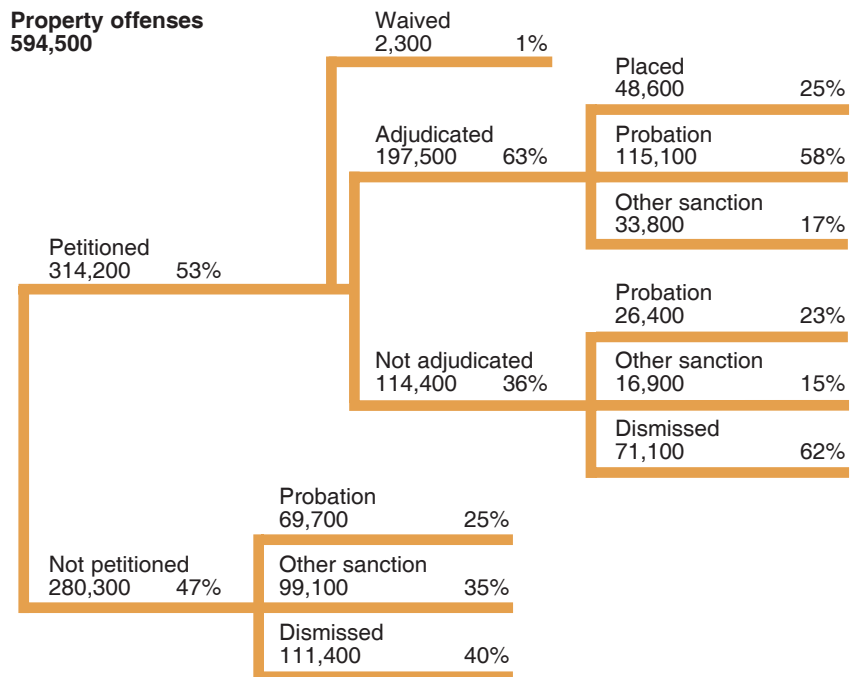 Property offenses
594,500
Waived
2,300 1%
Placed
48,600 25%
Adjudicated
197,500 63%
Probation
115,100 58%
Other sanction
33,800 17%
Petitioned
314,200 53%
Probation
26,400 23%
Not adjudicated
114,400 36%
Other sanction
16,900 15%
Dismissed
71,100 62%
Probation
69,700 25%
Not petitioned
280,300 47%
Other sanction
99,100 35%
Dismissed
111,400 40%